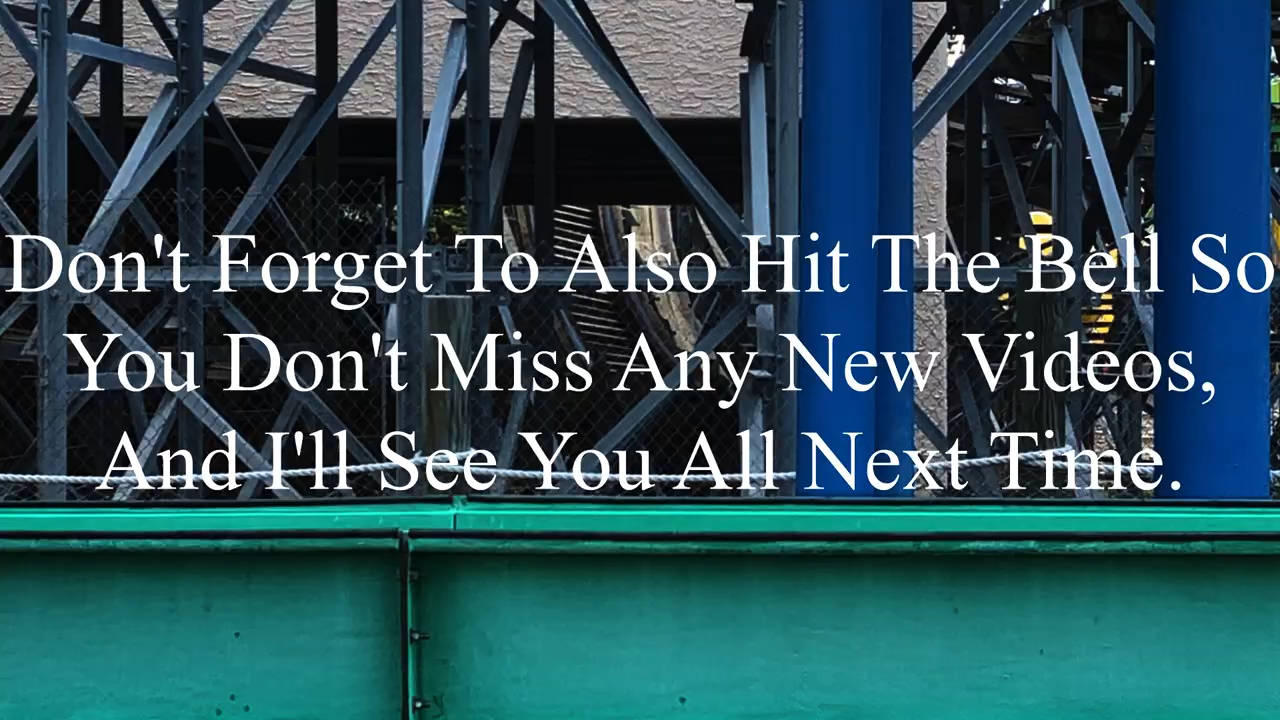 Don't Forget To Also Hit The Bell So
You Don't Miss Any New Videos,
And I'll See You All Next Time.